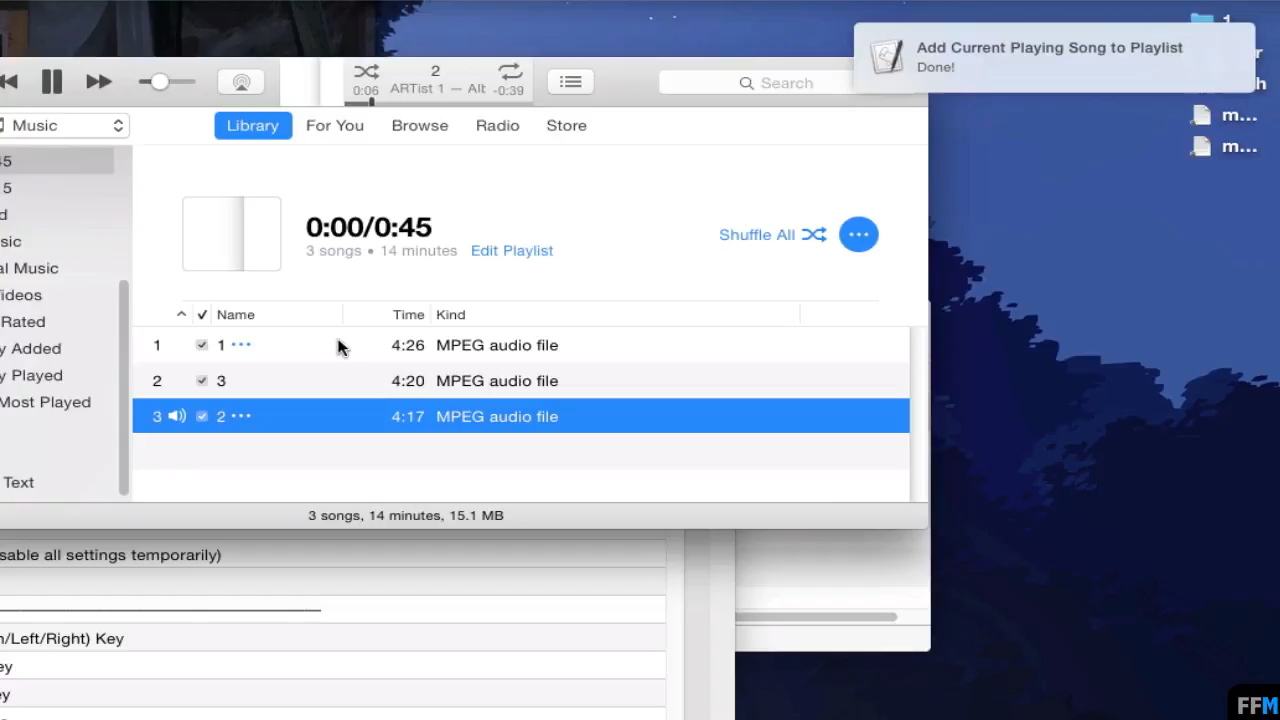 Add Current Playing Song to Playlist
Done!
1
r
h
m...
m...
2
0:06 ARTist 1 — Alt -0:39
Search
Music
Library For You Browse Radio Store
45
5
d
sic
al Music
ideos
Rated
y Added
y Played
Most Played
Text
0:00/0:45
3 songs • 14 minutes Edit Playlist
Shuffle All
✓ Name Time Kind
1 1 ••• 4:26 MPEG audio file
2 3 4:20 MPEG audio file
3 2 ••• 4:17 MPEG audio file
3 songs, 14 minutes, 15.1 MB
sable all settings temporarily)
n/Left/Right) Key
ey
ey
FFM